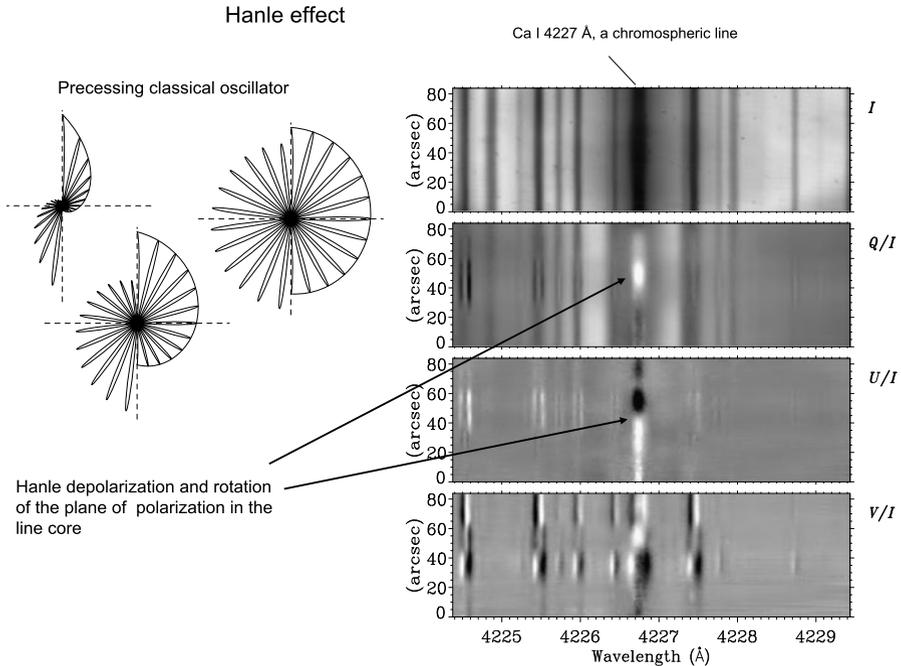 Hanle effect
Ca I 4227 Å, a chromospheric line
Precessing classical oscillator
80
60
40
20
0
(arcsec)
I
80
60
40
20
0
(arcsec)
Q/I
80
60
40
20
0
(arcsec)
U/I
Hanle depolarization and rotation
of the plane of polarization in the
line core
80
60
40
20
0
(arcsec)
V/I
4225 4226 4227 4228 4229
Wavelength (Å)